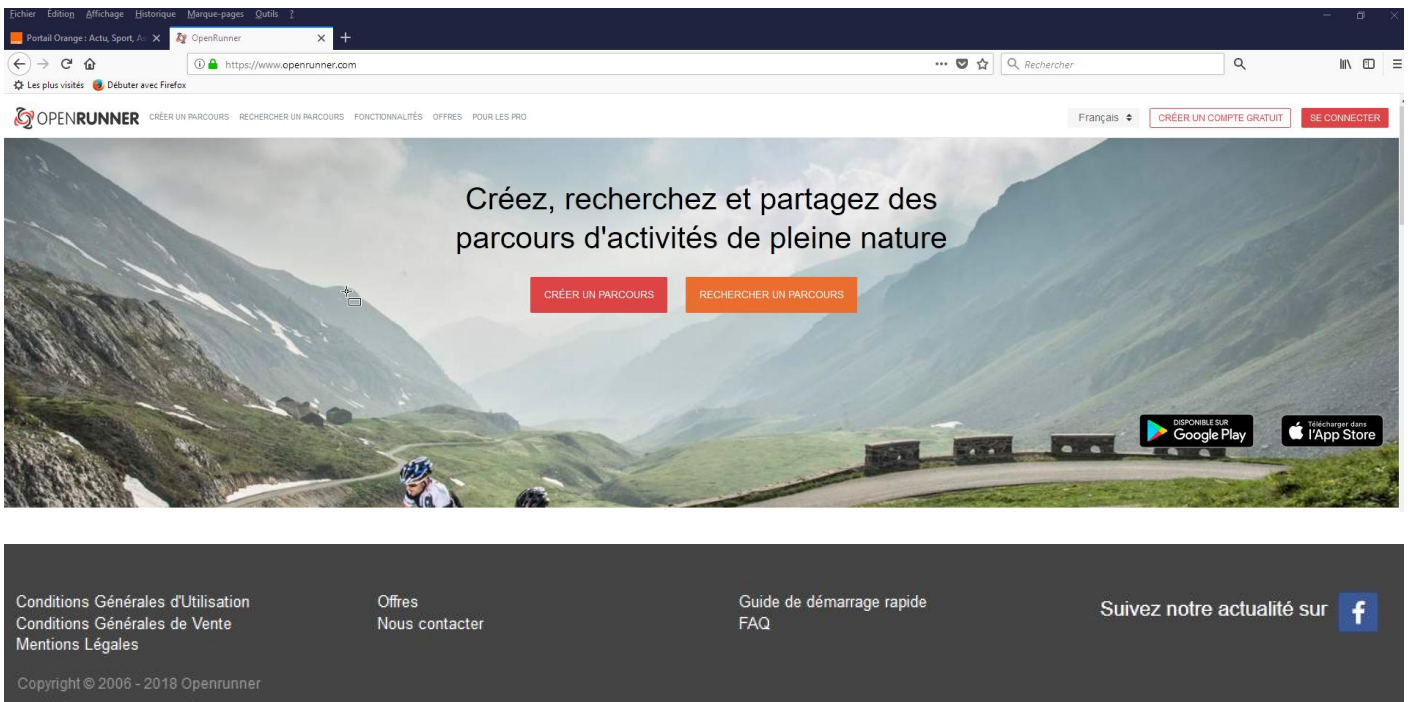 Fichier Édition Affichage Historique Marque-pages Outils ?
Portail Orange : Actu, Sport, A
OpenRunner
https://www.openrunner.com
Rechercher
Les plus visités Débuter avec Firefox
OPENRUNNER CRÉER UN PARCOURS RECHERCHER UN PARCOURS FONCTIONNALITÉS OFFRES POUR LES PRO Français CRÉER UN COMPTE GRATUIT SE CONNECTER
Créez, recherchez et partagez des
parcours d'activités de pleine nature
CRÉER UN PARCOURS RECHERCHER UN PARCOURS
DISPONIBLE SUR
Google Play
Télécharger dans
l'App Store
Conditions Générales d'Utilisation
Conditions Générales de Vente
Mentions Légales
Offres
Nous contacter
Guide de démarrage rapide
FAQ
Suivez notre actualité sur f
Copyright © 2006 - 2018 Openrunner